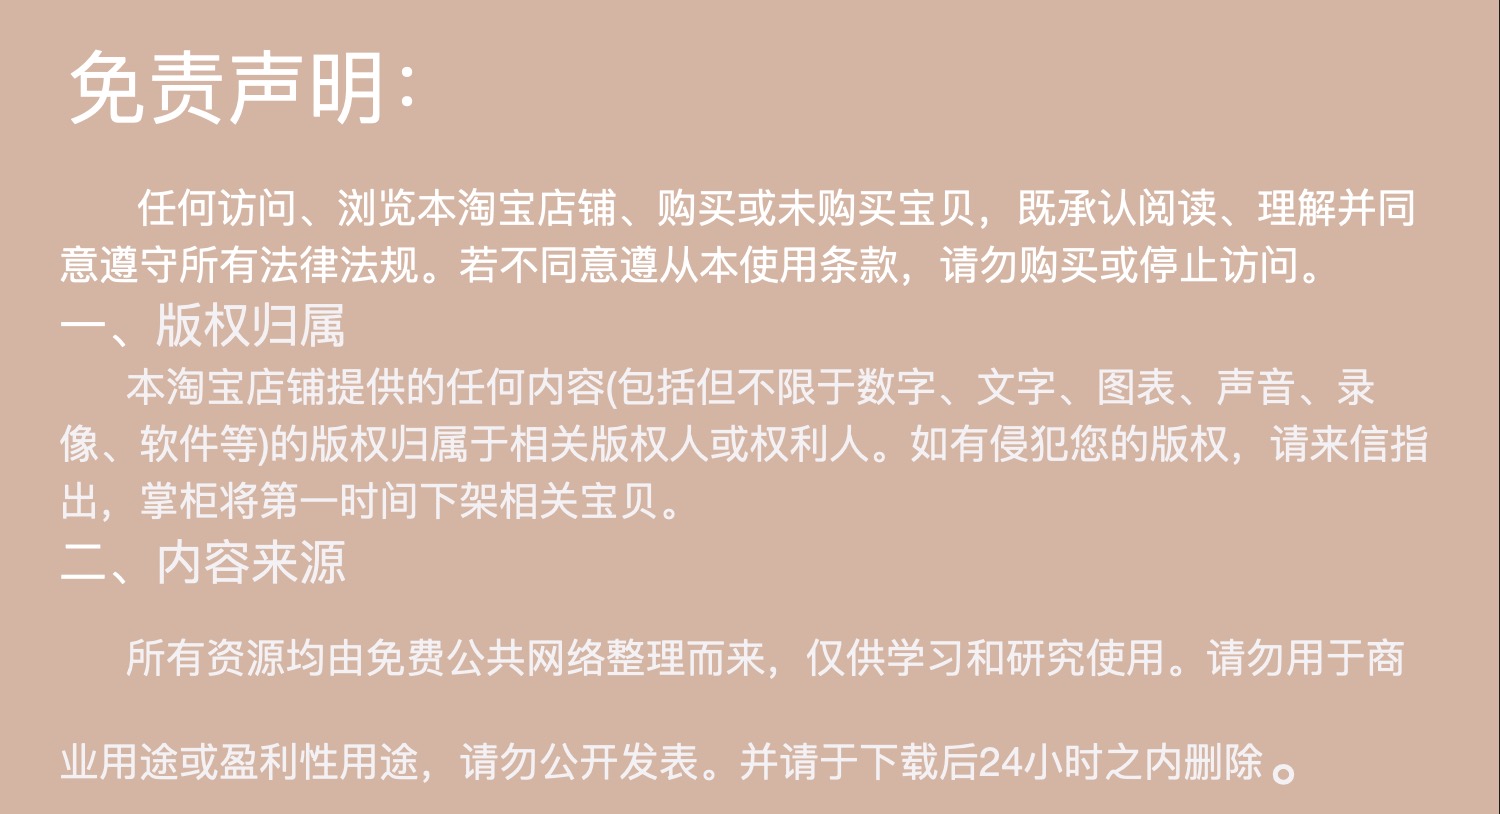 免责声明：
任何访问、浏览本淘宝店铺、购买或未购买宝贝，既承认阅读、理解并同
意遵守所有法律法规。若不同意遵从本使用条款，请勿购买或停止访问。
一、版权归属
本淘宝店铺提供的任何内容(包括但不限于数字、文字、图表、声音、录
像、软件等)的版权归属于相关版权人或权利人。如有侵犯您的版权，请来信指
出，掌柜将第一时间下架相关宝贝。
二、内容来源
所有资源均由免费公共网络整理而来，仅供学习和研究使用。请勿用于商
业用途或盈利性用途，请勿公开发表。并请于下载后24小时之内删除。